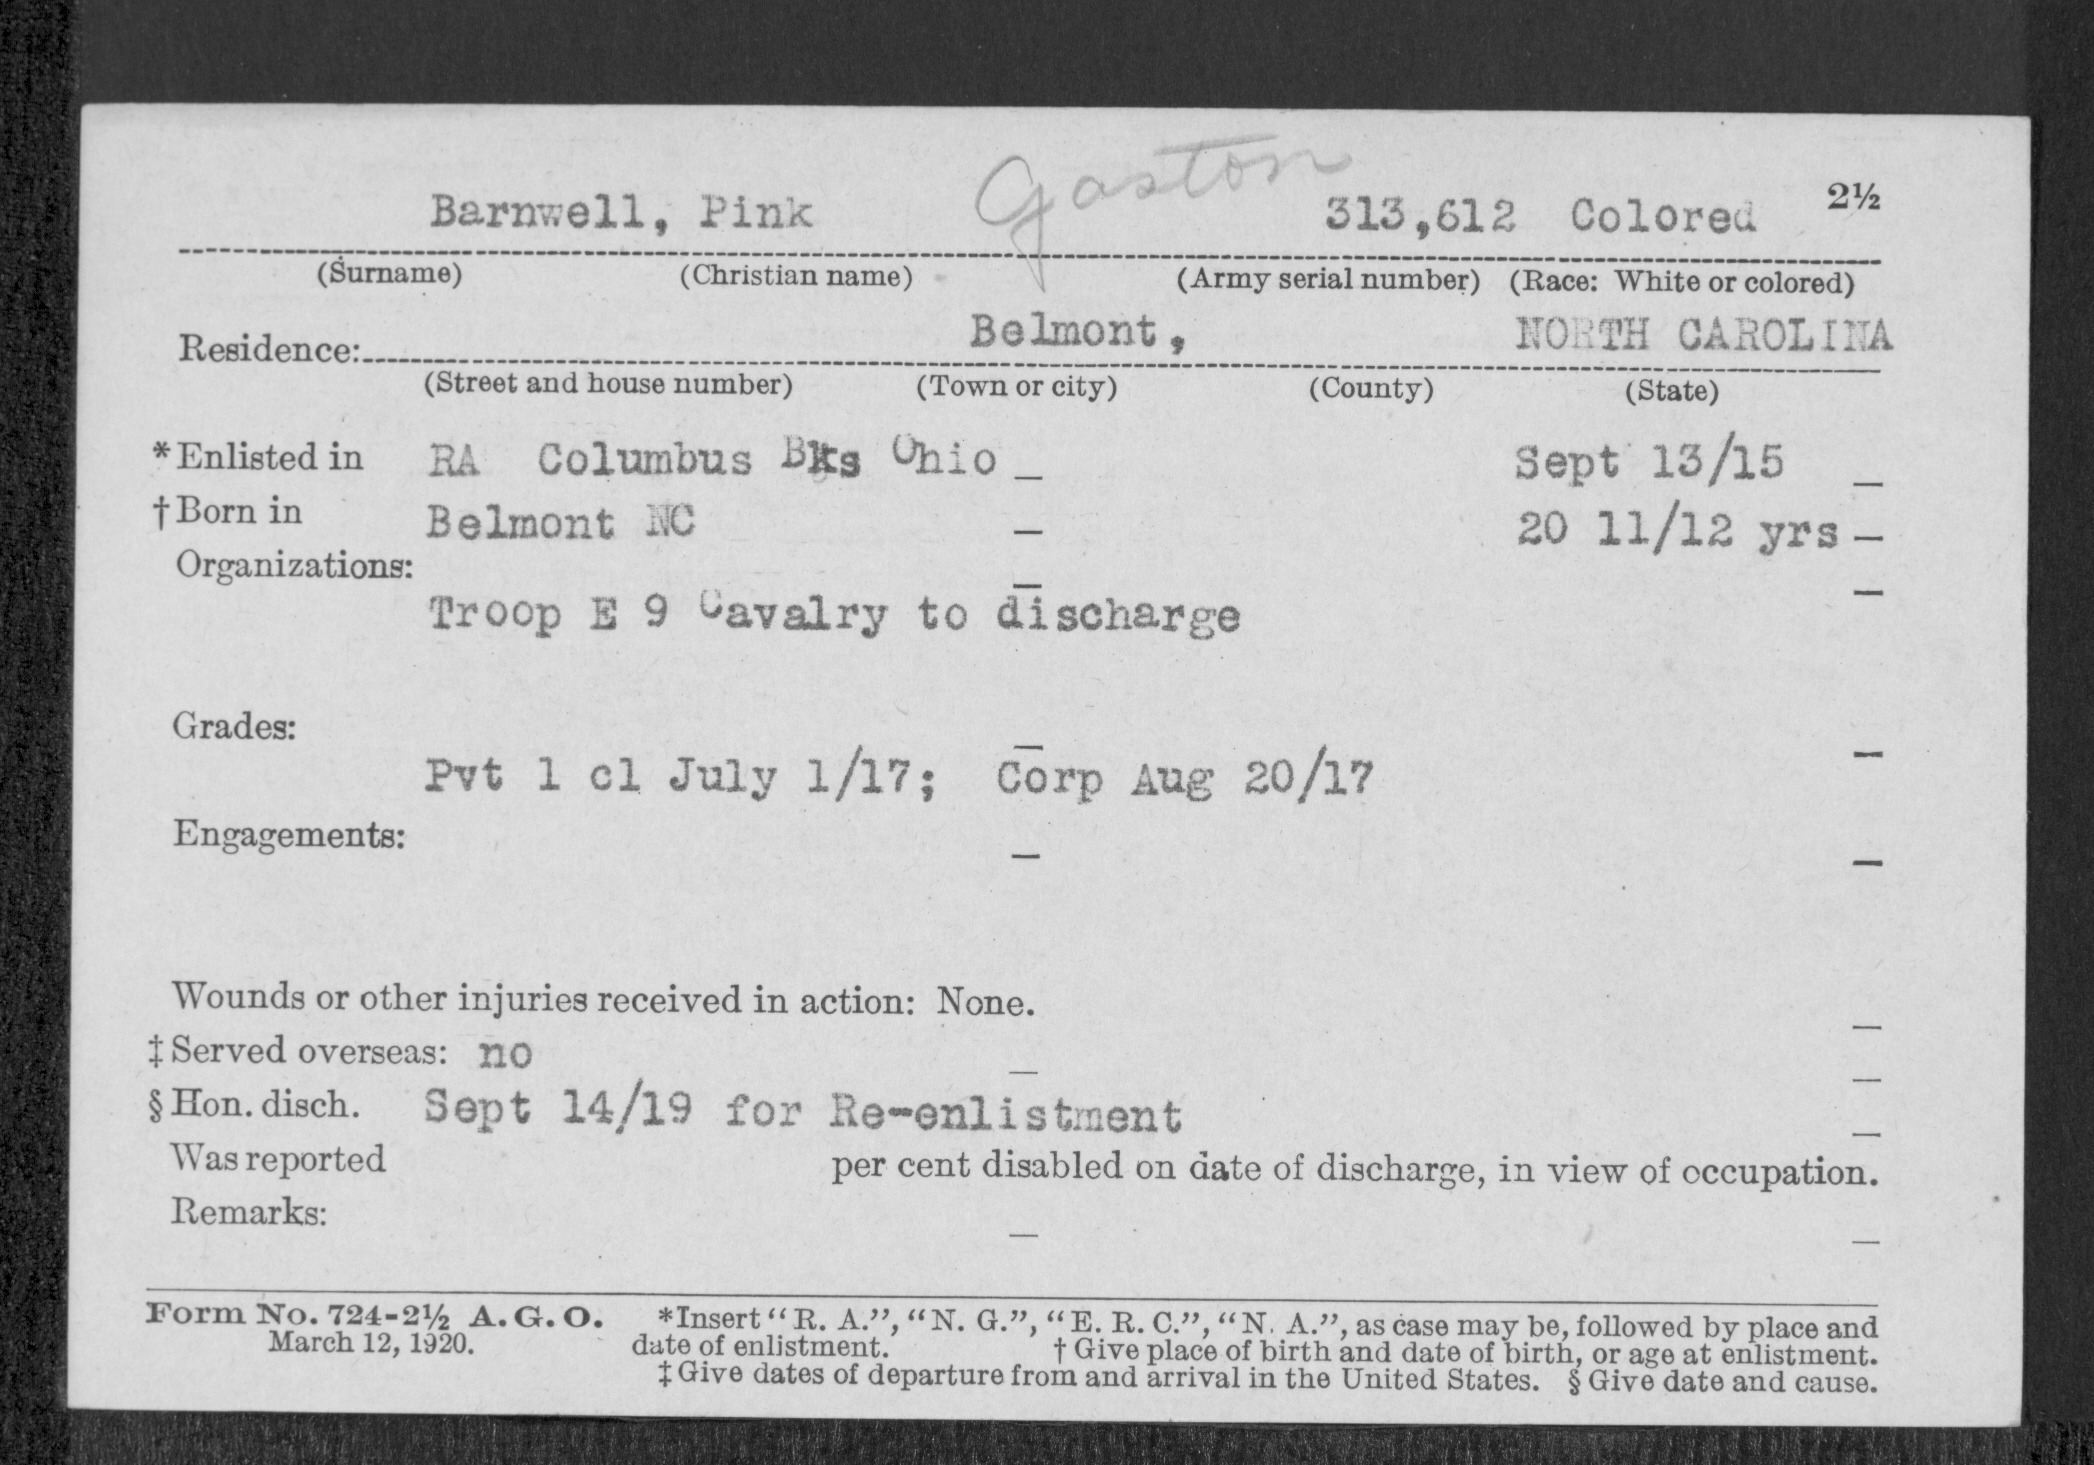 Gaston
Barnwell, Pink 313,612 Colored 2½
(Surname) (Christian name) (Army serial number) (Race: White or colored)
Residence: Belmont, NORTH CAROLINA
(Street and house number) (Town or city) (County) (State)
*Enlisted in RA Columbus Bks Ohio _ Sept 13/15 _
†Born in Belmont NC _ 20 11/12 yrs _
Organizations: _ _
Troop E 9 Cavalry to discharge
Grades: _ _
Pvt 1 cl July 1/17; Corp Aug 20/17
Engagements: _ _
Wounds or other injuries received in action: None. _
‡Served overseas: no _ _
§Hon. disch. Sept 14/19 for Re-enlistment _
Was reported per cent disabled on date of discharge, in view of occupation.
Remarks: _ _
Form No. 724-2½ A.G.O. *Insert "R. A.", "N. G.", "E. R. C.", "N. A.", as case may be, followed by place and
March 12, 1920. date of enlistment. †Give place of birth and date of birth, or age at enlistment.
‡Give dates of departure from and arrival in the United States. §Give date and cause.